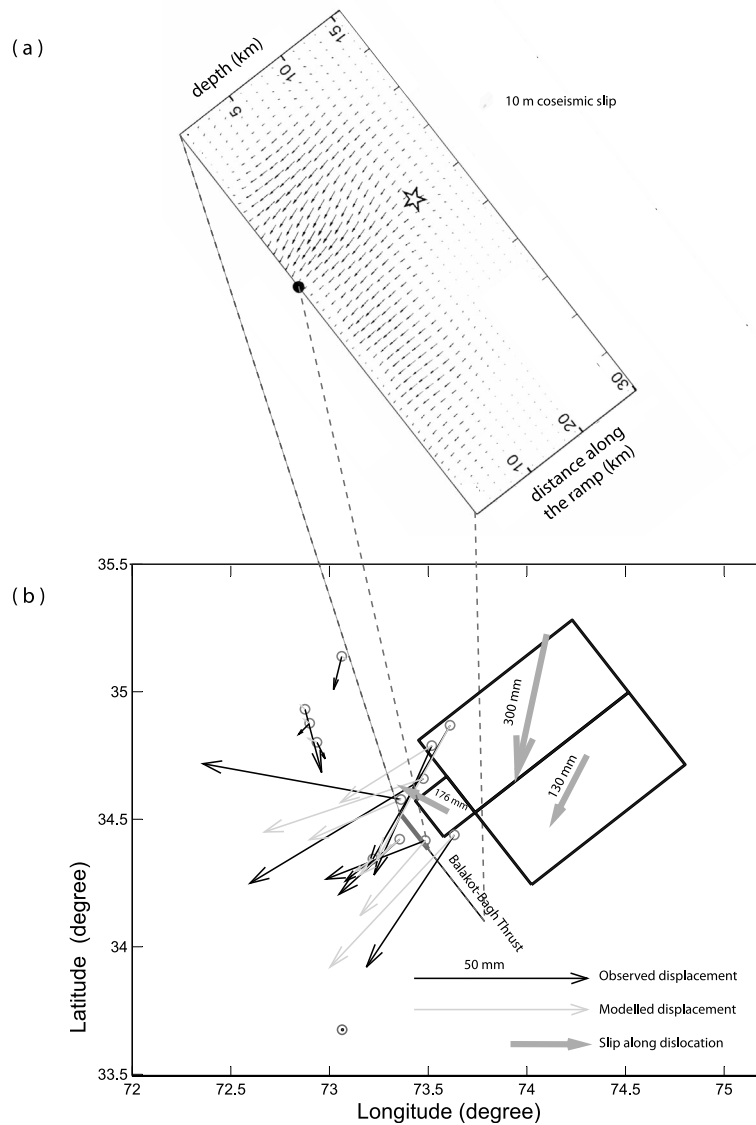 (a)
depth (km)
5
10
15
10 m coseismic slip
10
20
30
distance along
the ramp (km)
(b)
35.5
35
34.5
34
33.5
Latitude (degree)
300 mm
130 mm
176 mm
Balakot-Bagh Thrust
50 mm
Observed displacement
Modelled displacement
Slip along dislocation
72
72.5
73
73.5
74
74.5
75
Longitude (degree)